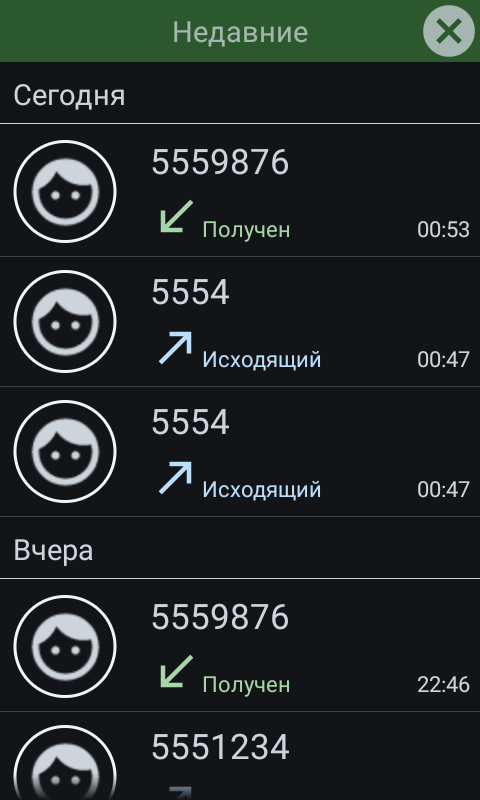 Недавние
Сегодня
5559876
Получен 00:53
5554
Исходящий 00:47
5554
Исходящий 00:47
Вчера
5559876
Получен 22:46
5551234